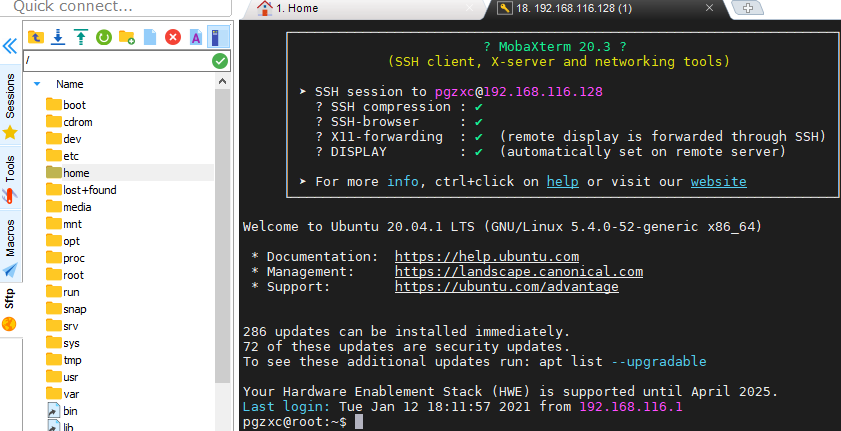 Quick connect...
1. Home
18. 192.168.116.128 (1)
/
Name
boot
cdrom
dev
etc
home
lost+found
media
mnt
opt
proc
root
run
snap
srv
sys
tmp
usr
var
bin
lib
Sessions
Tools
Macros
Sftp
? MobaXterm 20.3 ?
(SSH client, X-server and networking tools)
➤ SSH session to pgzxc@192.168.116.128
? SSH compression : ✔
? SSH-browser : ✔
? X11-forwarding : ✔ (remote display is forwarded through SSH)
? DISPLAY : ✔ (automatically set on remote server)
➤ For more info, ctrl+click on help or visit our website
Welcome to Ubuntu 20.04.1 LTS (GNU/Linux 5.4.0-52-generic x86_64)
* Documentation: https://help.ubuntu.com
* Management: https://landscape.canonical.com
* Support: https://ubuntu.com/advantage
286 updates can be installed immediately.
72 of these updates are security updates.
To see these additional updates run: apt list --upgradable
Your Hardware Enablement Stack (HWE) is supported until April 2025.
Last login: Tue Jan 12 18:11:57 2021 from 192.168.116.1
pgzxc@root:~$